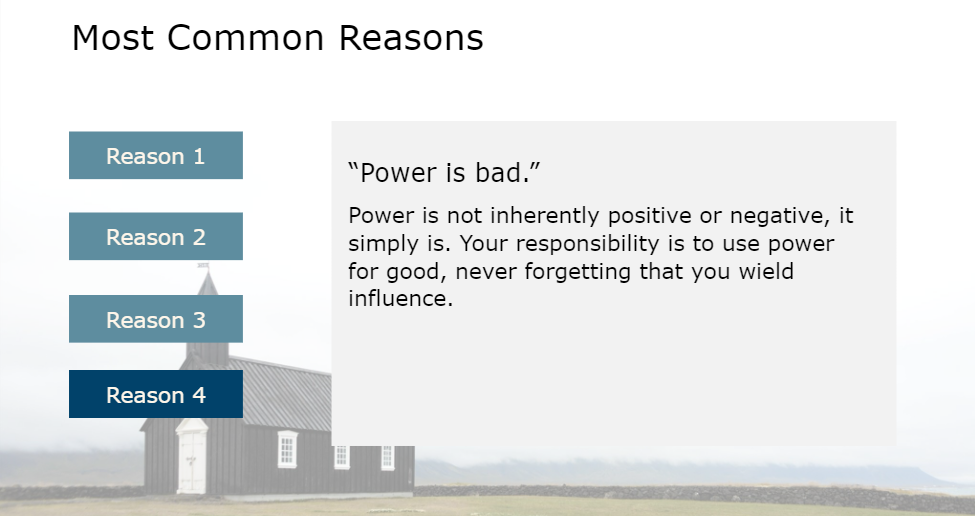 Most Common Reasons
Reason 1
Reason 2
Reason 3
Reason 4
“Power is bad.”
Power is not inherently positive or negative, it
simply is. Your responsibility is to use power
for good, never forgetting that you wield
influence.